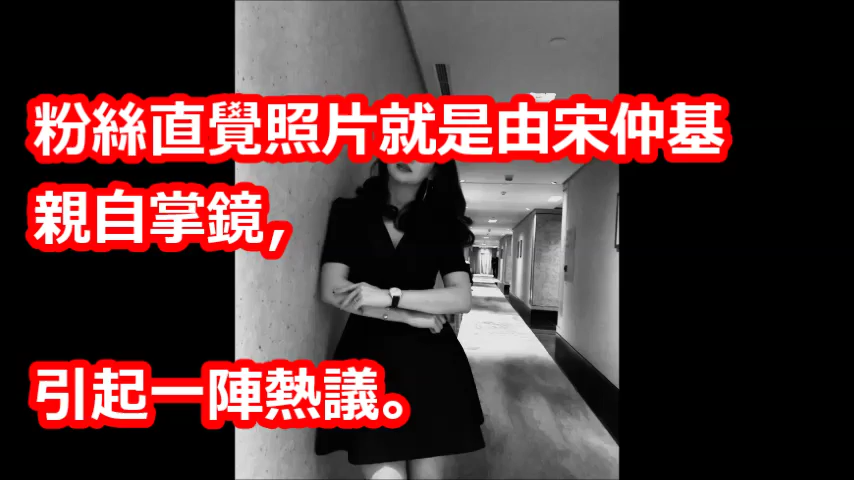 粉絲直覺照片就是由宋仲基
親自掌鏡,
引起一陣熱議。